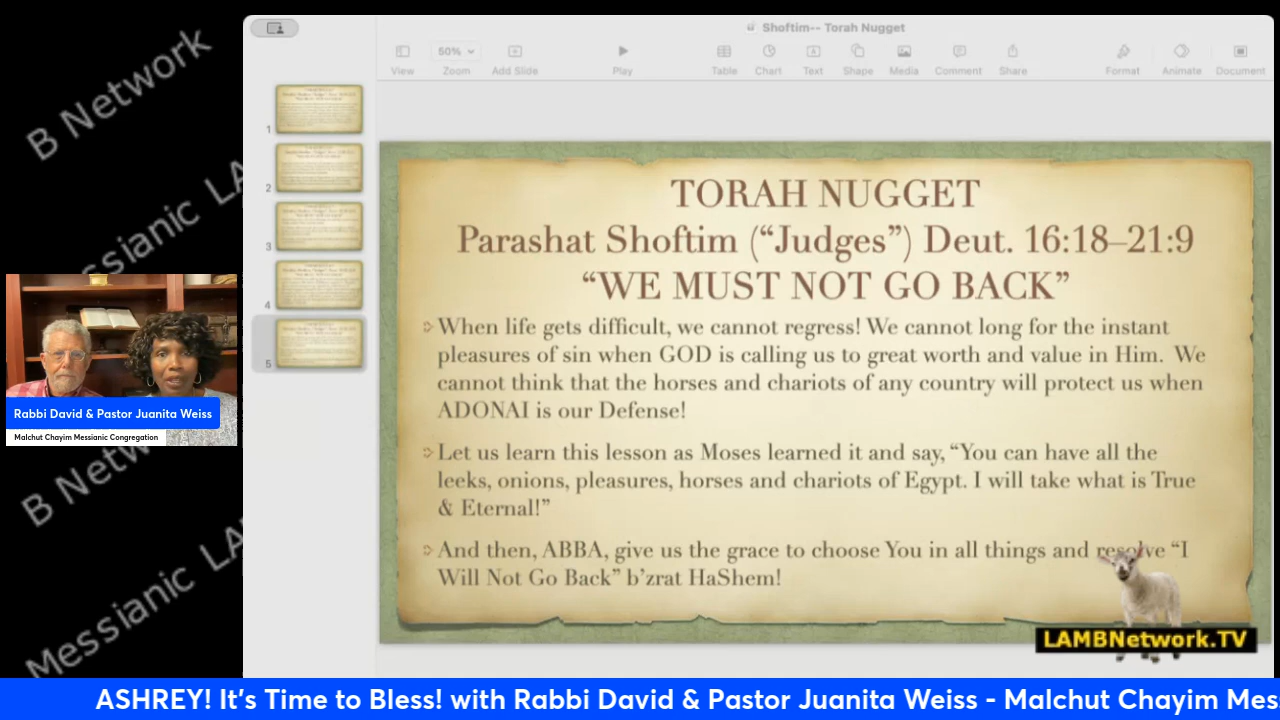 Shoftim-- Torah Nugget
50%
View
Zoom
Add Slide
Play
Table
Chart
Text
Shape
Media
Comment
Share
Format
Animate
Document
1
2
3
4
5
B Network
Messianic LA
B Netw
Messianic LA
TORAH NUGGET
Parashat Shoftim (“Judges”) Deut. 16:18–21:9
“WE MUST NOT GO BACK”
When life gets difficult, we cannot regress! We cannot long for the instant
pleasures of sin when GOD is calling us to great worth and value in Him. We
cannot think that the horses and chariots of any country will protect us when
ADONAI is our Defense!
Let us learn this lesson as Moses learned it and say, “You can have all the
leeks, onions, pleasures, horses and chariots of Egypt. I will take what is True
& Eternal!”
And then, ABBA, give us the grace to choose You in all things and resolve “I
Will Not Go Back” b’zrat HaShem!
Rabbi David & Pastor Juanita Weiss
Malchut Chayim Messianic Congregation
LAMBNetwork.TV
ASHREY! It’s Time to Bless! with Rabbi David & Pastor Juanita Weiss - Malchut Chayim Mes